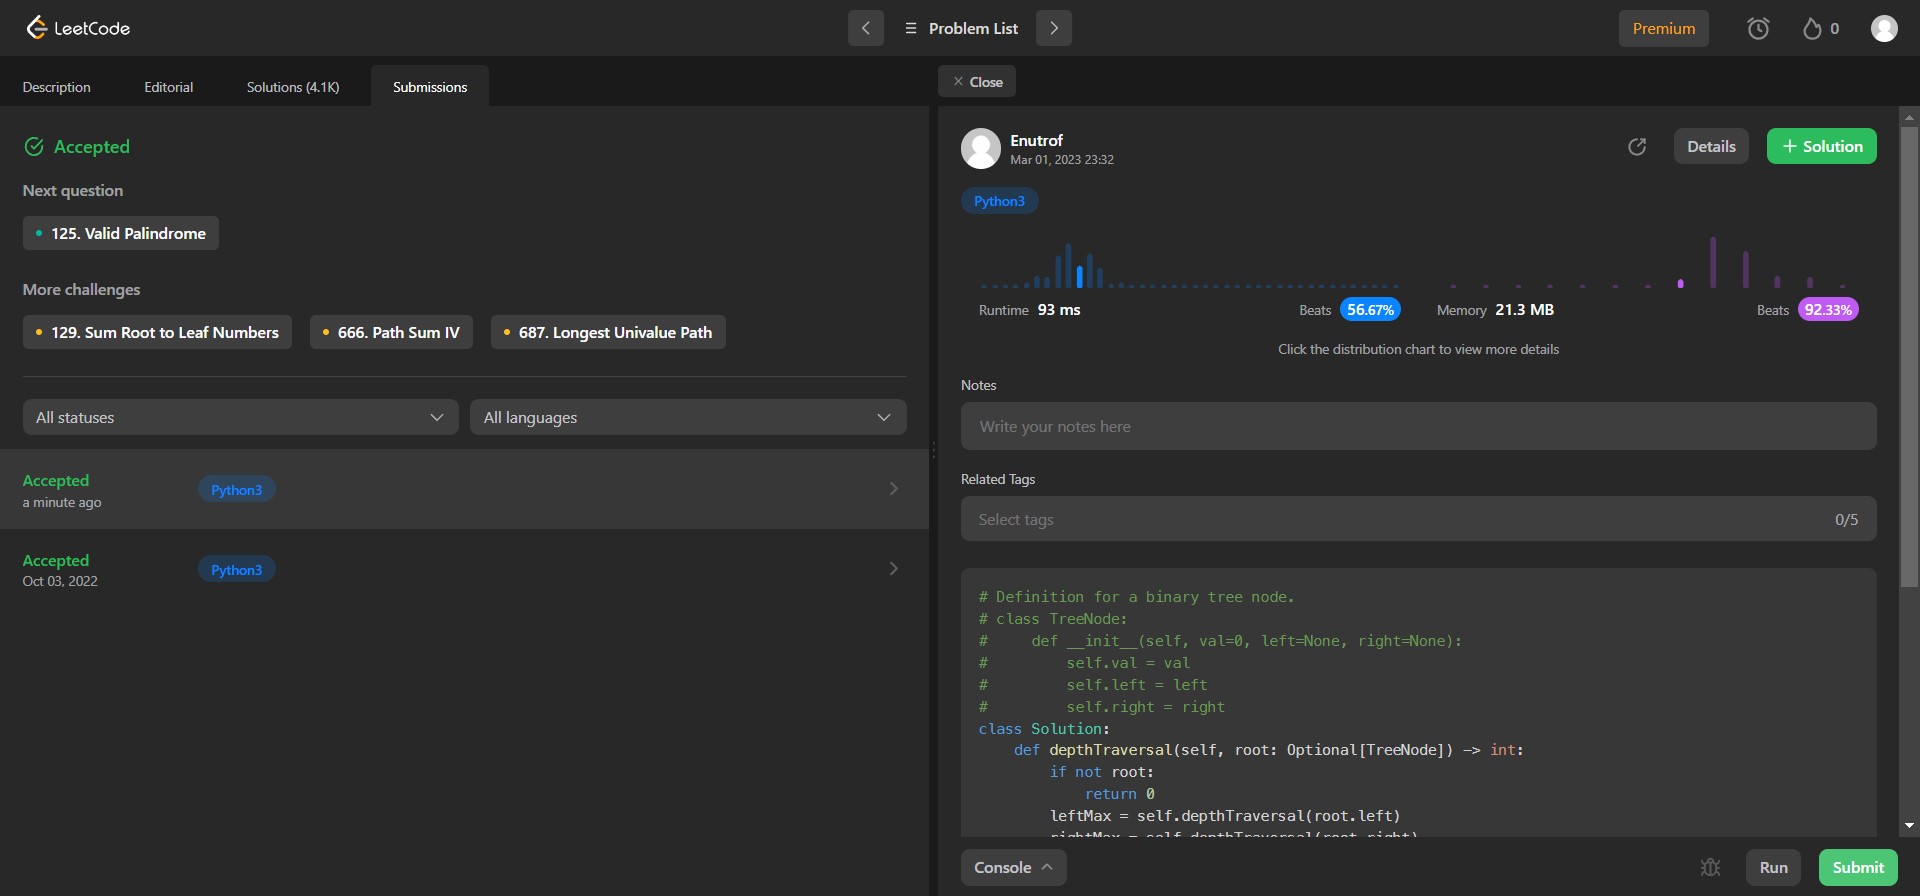 LeetCode
Problem List
Premium
0
Description
Editorial
Solutions (4.1K)
Submissions
Close
Accepted
Next question
125. Valid Palindrome
More challenges
129. Sum Root to Leaf Numbers
666. Path Sum IV
687. Longest Univalue Path
All statuses
All languages
Accepted
a minute ago
Python3
Accepted
Oct 03, 2022
Python3
Enutrof
Mar 01, 2023 23:32
Details
+ Solution
Python3
Runtime 93 ms
Beats 56.67%
Memory 21.3 MB
Beats 92.33%
Click the distribution chart to view more details
Notes
Write your notes here
Related Tags
Select tags
0/5
# Definition for a binary tree node.
# class TreeNode:
#     def __init__(self, val=0, left=None, right=None):
#         self.val = val
#         self.left = left
#         self.right = right
class Solution:
    def depthTraversal(self, root: Optional[TreeNode]) -> int:
        if not root:
            return 0
        leftMax = self.depthTraversal(root.left)
        rightMax = self.depthTraversal(root.right)
Console
Run
Submit